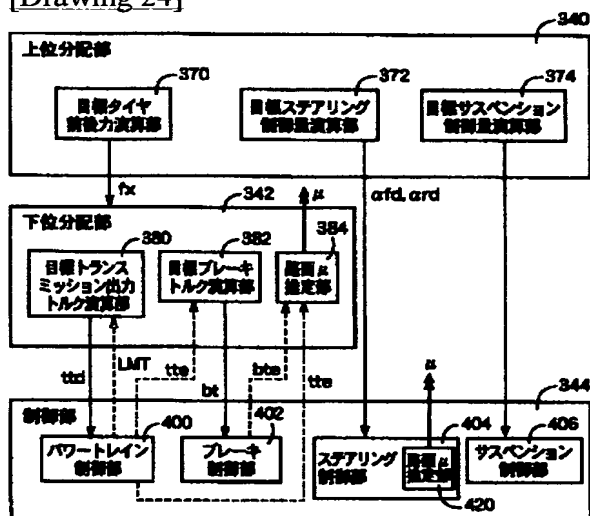 [Drawing 24]
340
上位分配部
370
372
374
目標タイヤ
前後力演算部
目標ステアリング
制御量演算部
目標サスペンション
制御量演算部
fx
342
μ
αfd, αrd
下位分配部
380
382
384
目標トランス
ミッション出力
トルク演算部
目標ブレーキ
トルク演算部
路面μ
推定部
ttd
LMT
tte
bt
bte
tte
μ
344
制御部
400
402
404
406
パワートレイン
制御部
ブレーキ
制御部
ステアリング
制御部
路面μ
推定部
サスペンション
制御部
420